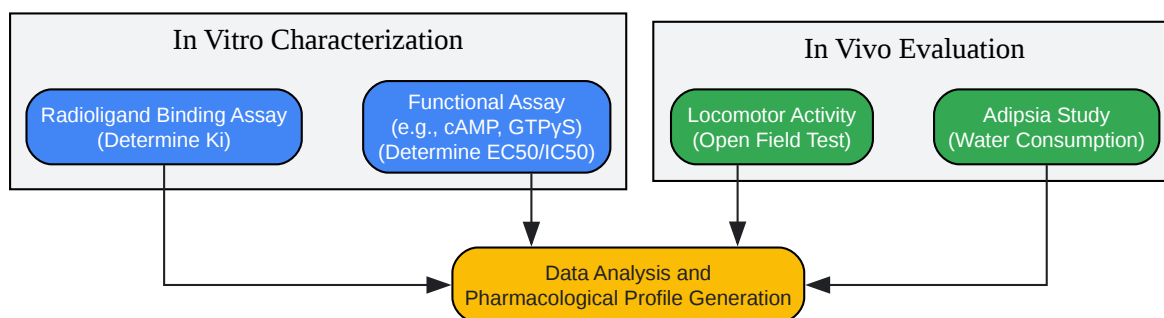 In Vitro Characterization
Radioligand Binding Assay
(Determine Ki)
Functional Assay
(e.g., cAMP, GTPγS)
(Determine EC50/IC50)
In Vivo Evaluation
Locomotor Activity
(Open Field Test)
Adipsia Study
(Water Consumption)
Data Analysis and
Pharmacological Profile Generation